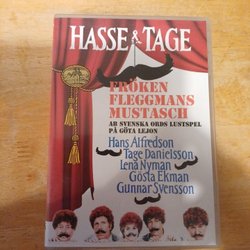 HASSE & TAGE
FRÖKEN
FLEGGMANS
MUSTASCH
AB SVENSKA ORDS LUSTSPEL
PÅ GÖTA LEJON
Hans Alfredson
Tage Danielsson
Lena Nyman
Gösta Ekman
Gunnar Svensson